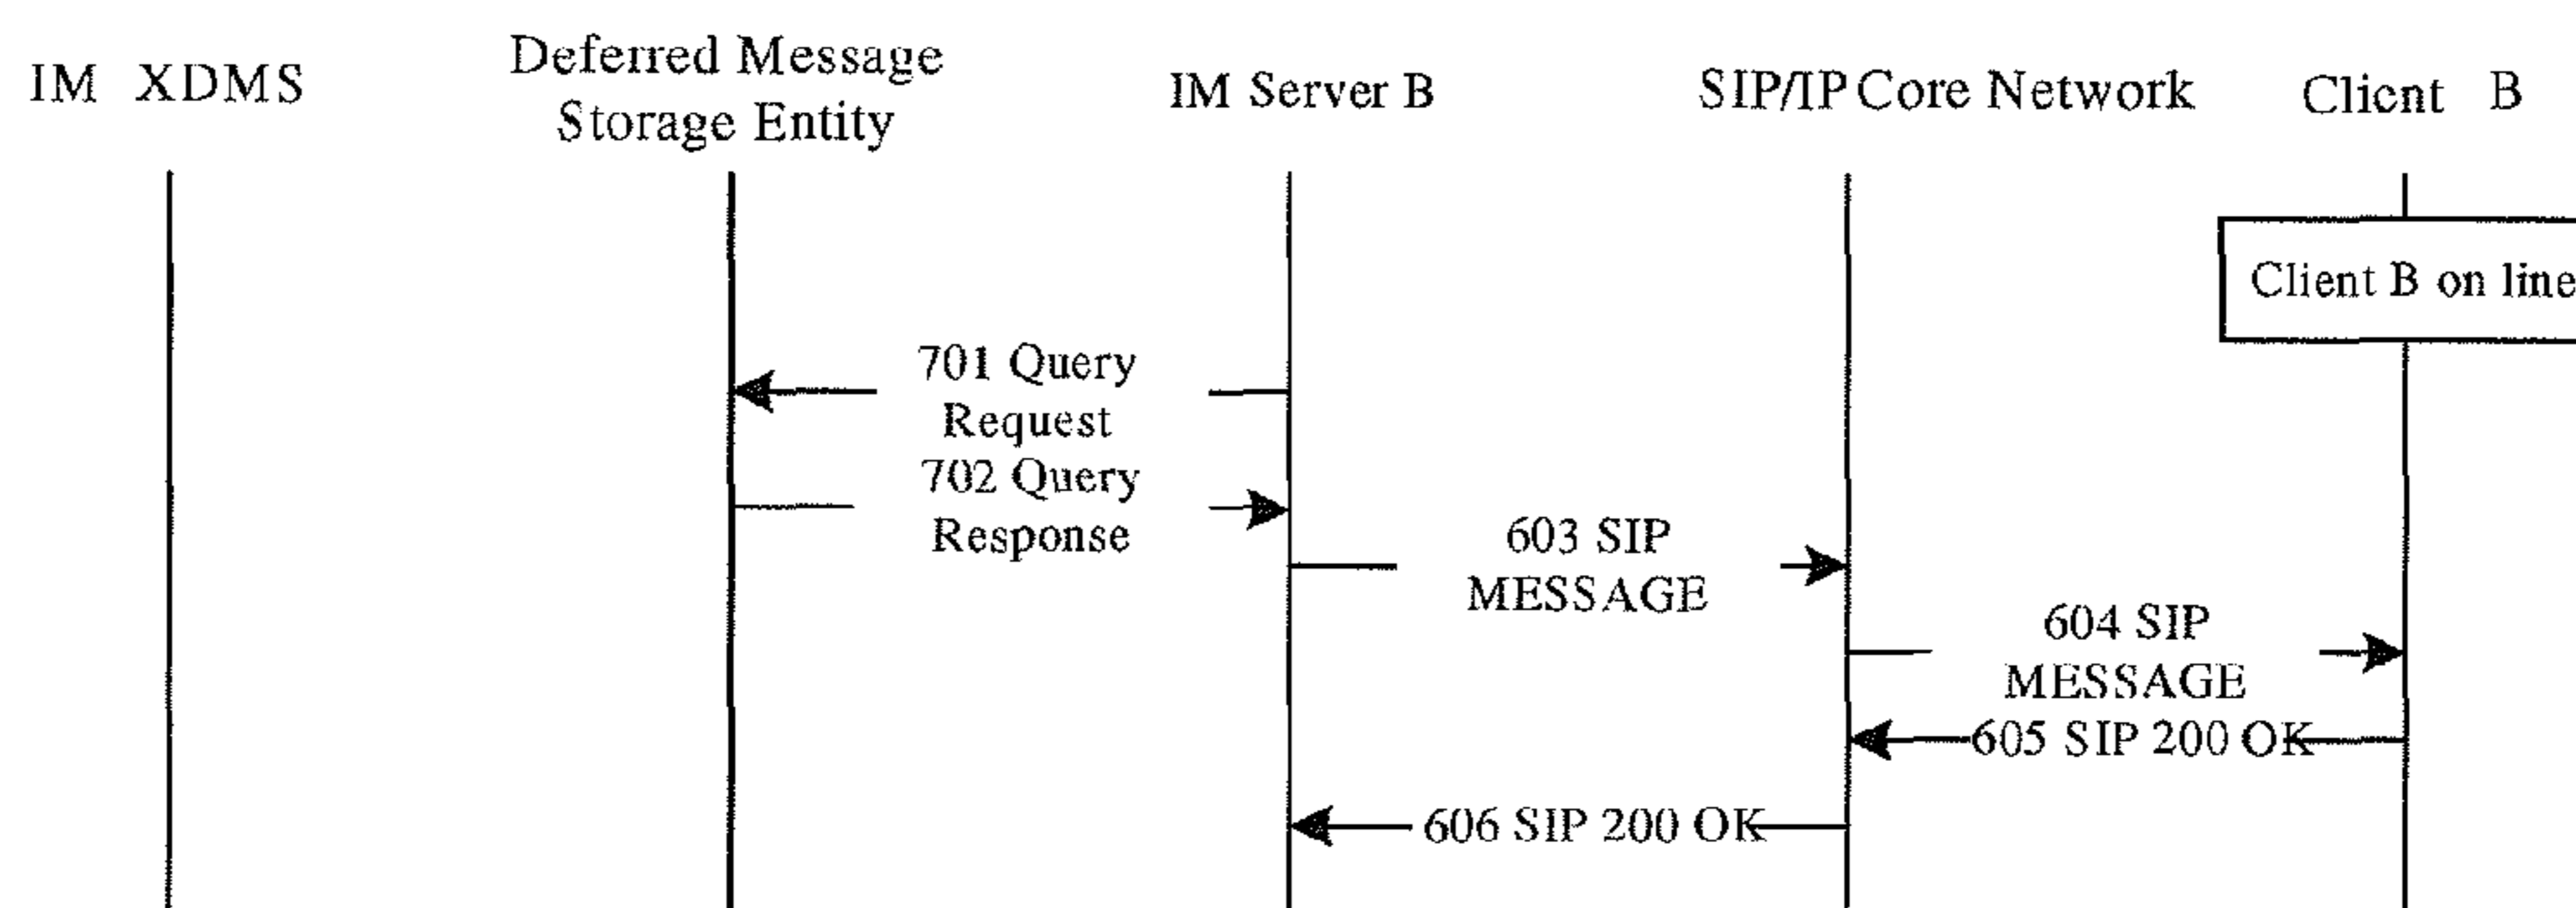 IM XDMS
Deferred Message
Storage Entity
IM Server B
SIP/IP Core Network
Client B
Client B on line
701 Query
Request
702 Query
Response
603 SIP
MESSAGE
604 SIP
MESSAGE
605 SIP 200 OK
606 SIP 200 OK